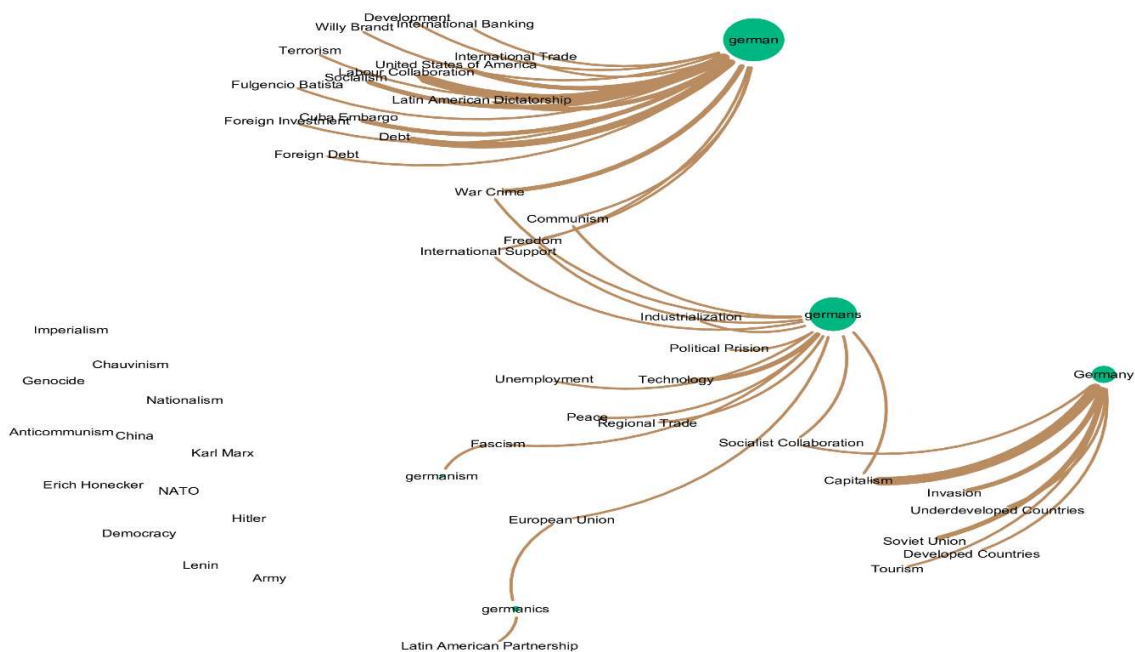 Development
Willy Brandt
International Banking
german
Terrorism
International Trade
United States of America
Labour Collaboration
Socialism
Fulgencio Batista
Latin American Dictatorship
Cuba Embargo
Foreign Investment
Debt
Foreign Debt
War Crime
Communism
Freedom
International Support
Industrialization
germans
Imperialism
Political Prision
Chauvinism
Genocide
Unemployment
Technology
Germany
Nationalism
Peace
Regional Trade
Anticommunism
China
Fascism
Socialist Collaboration
Karl Marx
germanism
Capitalism
Erich Honecker
NATO
Invasion
Underdeveloped Countries
Hitler
European Union
Democracy
Soviet Union
Developed Countries
Lenin
Tourism
Army
germanics
Latin American Partnership